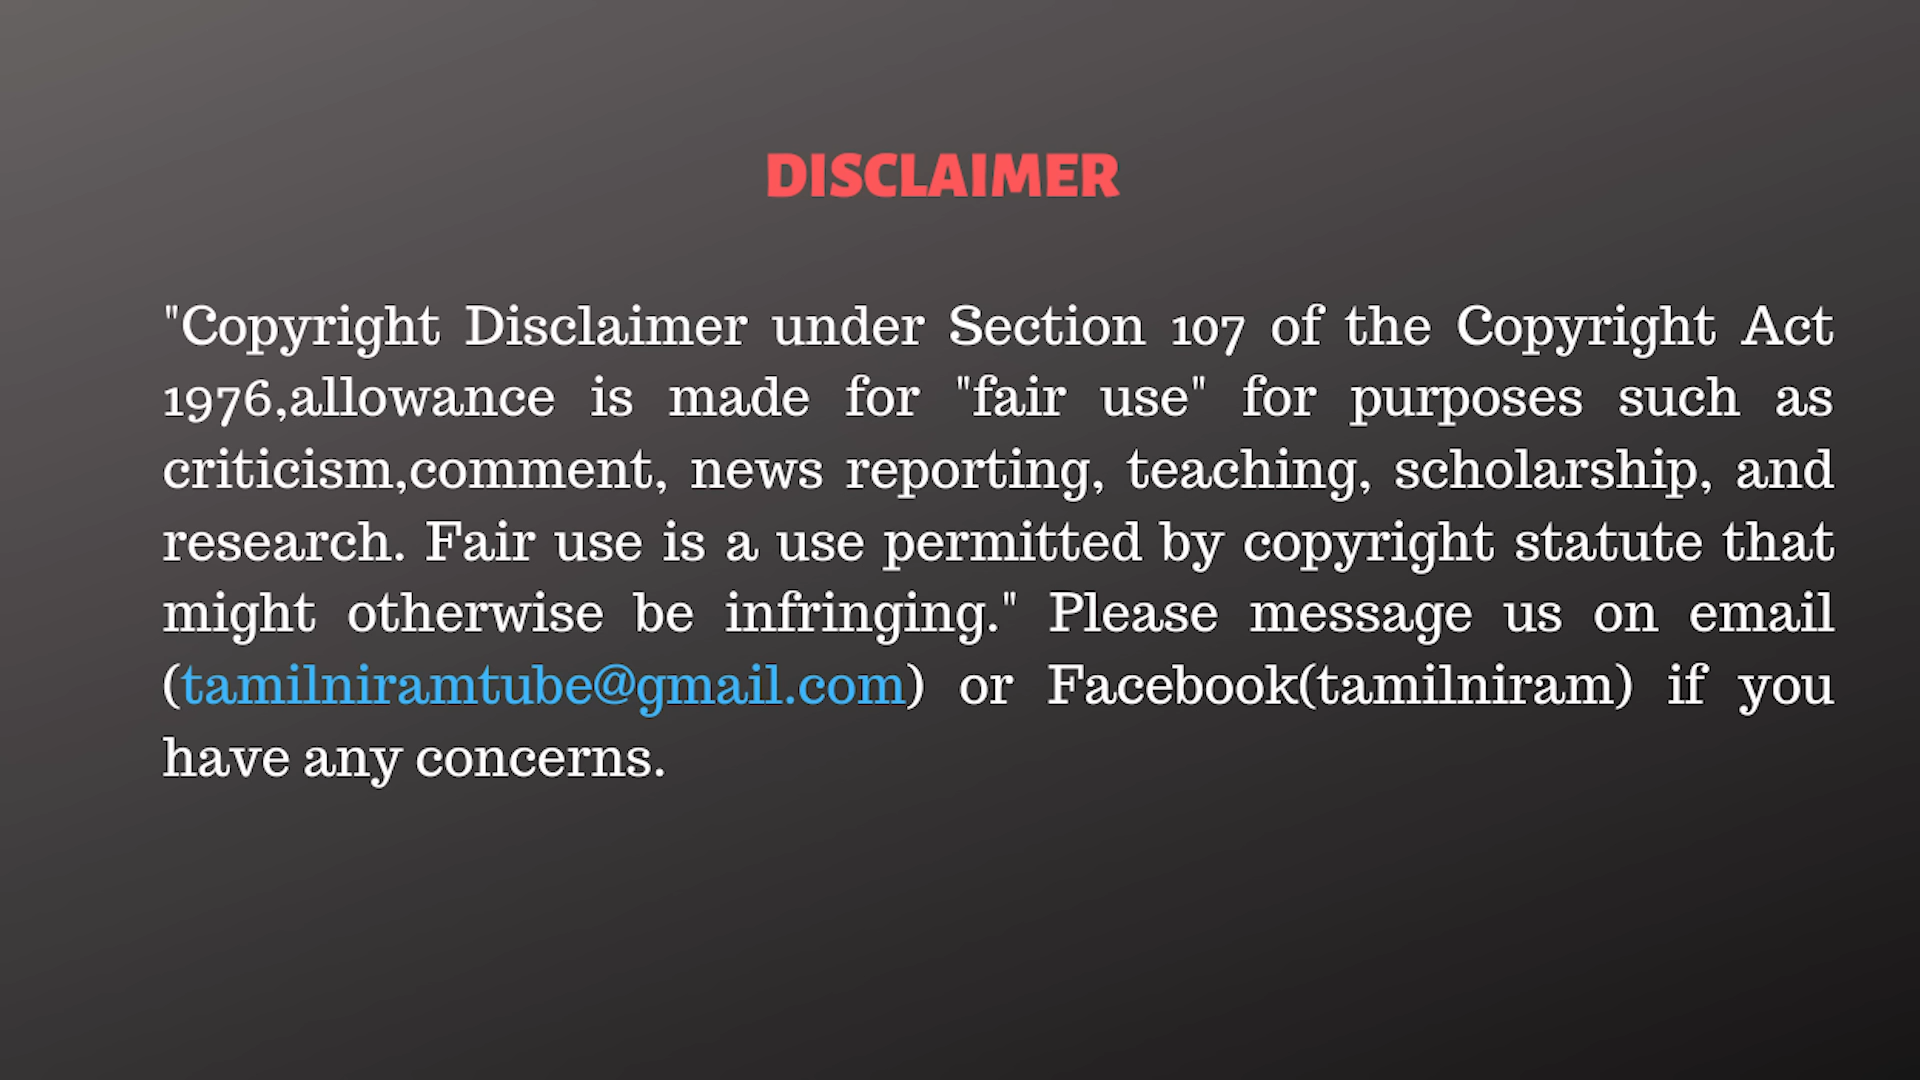 DISCLAIMER
"Copyright Disclaimer under Section 107 of the Copyright Act
1976,allowance is made for "fair use" for purposes such as
criticism,comment, news reporting, teaching, scholarship, and
research. Fair use is a use permitted by copyright statute that
might otherwise be infringing." Please message us on email
(tamilniramtube@gmail.com) or Facebook(tamilniram) if you
have any concerns.